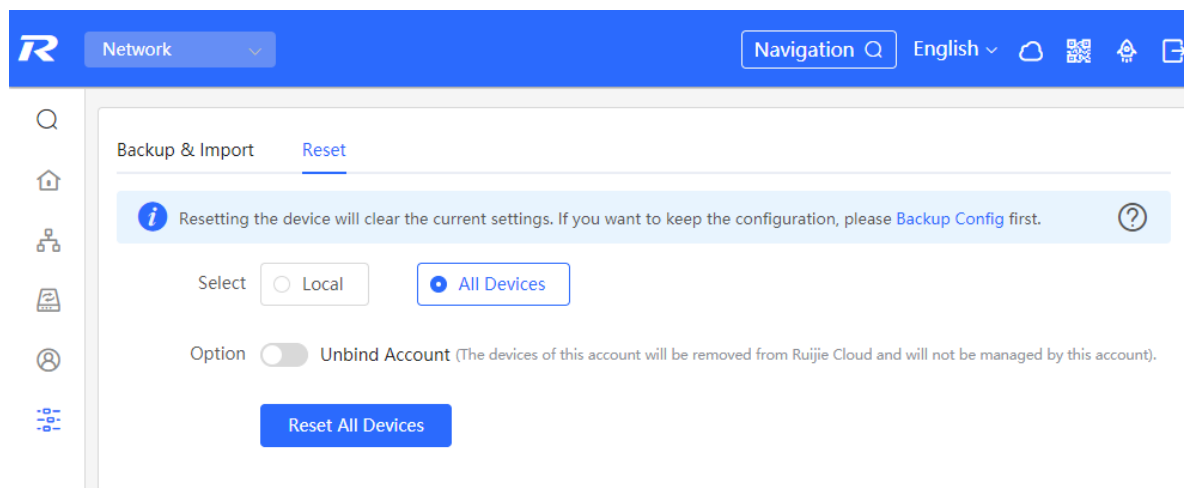 Network
Navigation
English
Backup & Import
Reset
Resetting the device will clear the current settings. If you want to keep the configuration, please Backup Config first.
Select
Local
All Devices
Option
Unbind Account (The devices of this account will be removed from Ruijie Cloud and will not be managed by this account).
Reset All Devices